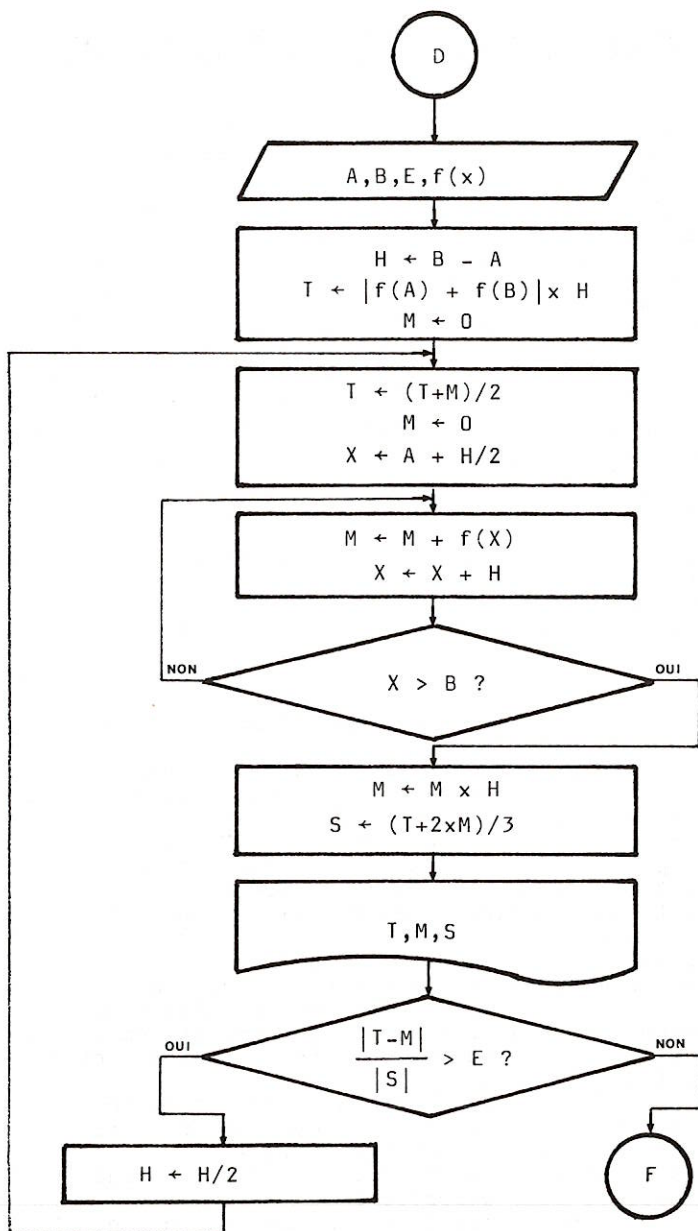 D
A,B,E,f(x)
H ← B - A
T ← |f(A) + f(B)| x H
M ← 0
T ← (T+M)/2
M ← 0
X ← A + H/2
M ← M + f(X)
X ← X + H
NON
X > B ?
OUI
M ← M x H
S ← (T+2xM)/3
T,M,S
OUI
|T-M|
|S|
> E ?
NON
H ← H/2
F